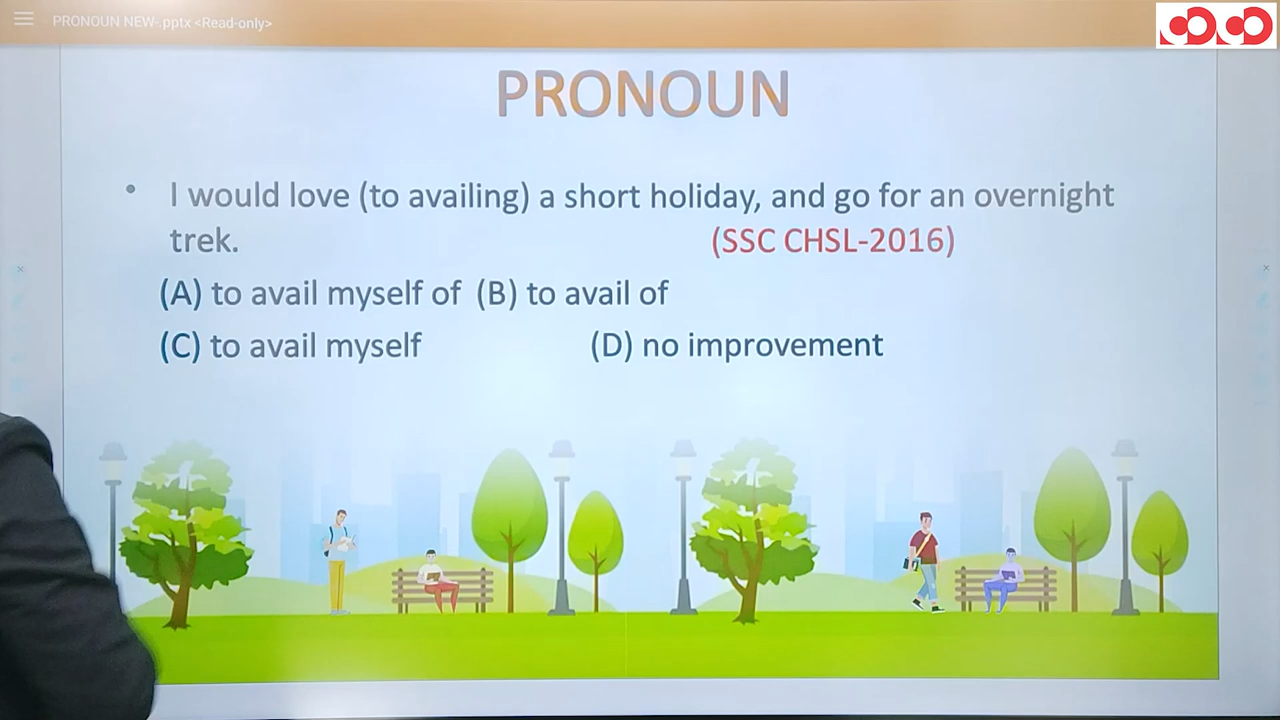 PRONOUN NEW-.pptx <Read-only>
PRONOUN
• I would love (to availing) a short holiday, and go for an overnight
trek. (SSC CHSL-2016)
(A) to avail myself of (B) to avail of
(C) to avail myself (D) no improvement